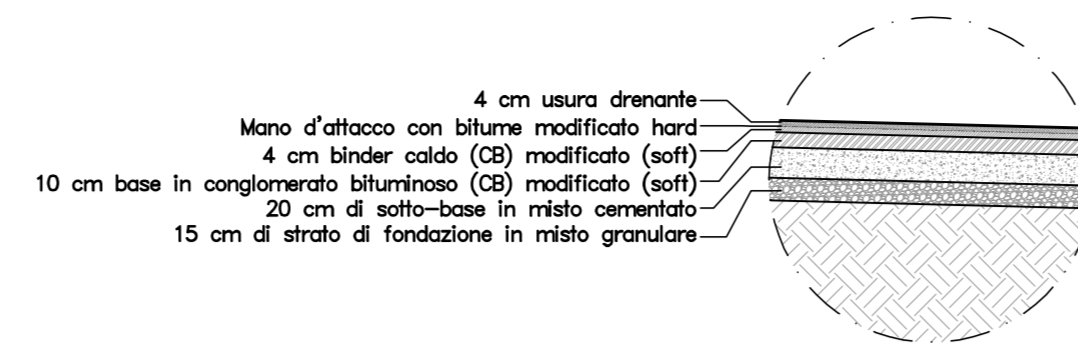 4 cm usura drenante
Mano d'attacco con bitume modificato hard
4 cm binder caldo (CB) modificato (soft)
10 cm base in conglomerato bituminoso (CB) modificato (soft)
20 cm di sotto-base in misto cementato
15 cm di strato di fondazione in misto granulare